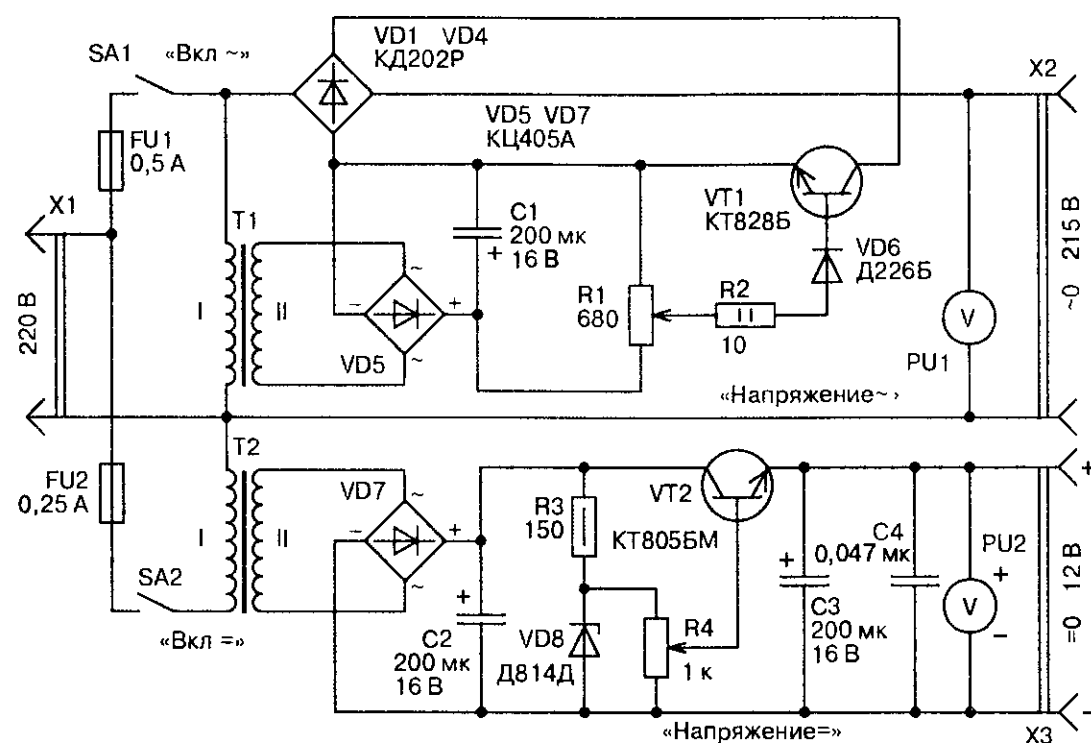 SA1 «Вкл ~»
VD1 VD4
КД202Р
X2
FU1
0,5 А
VD5 VD7
КЦ405А
X1
T1
C1
200 мк
+ 16 В
VT1
КТ828Б
VD6
Д226Б
220 В
I
II
~
− +
~
VD5
R1
680
R2
10
V
PU1
~0 215 В
«Напряжение~›
FU2
0,25 А
T2
VD7
~
− +
~
I
II
SA2
«Вкл =»
R3
150
VT2
КТ805БМ
+
C2
200 мк
16 В
VD8
Д814Д
R4
1 к
+
C3
200 мк
16 В
C4
0,047 мк
PU2
+
V
−
+
=0 12 В
−
«Напряжение=»
X3